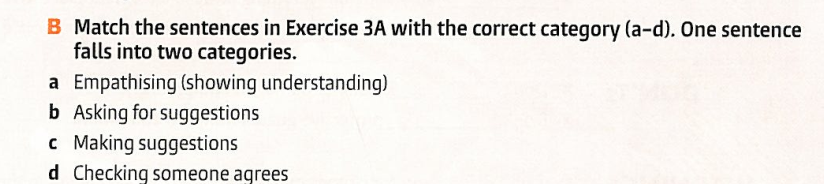 B Match the sentences in Exercise 3A with the correct category (a–d). One sentence
falls into two categories.
a Empathising (showing understanding)
b Asking for suggestions
c Making suggestions
d Checking someone agrees